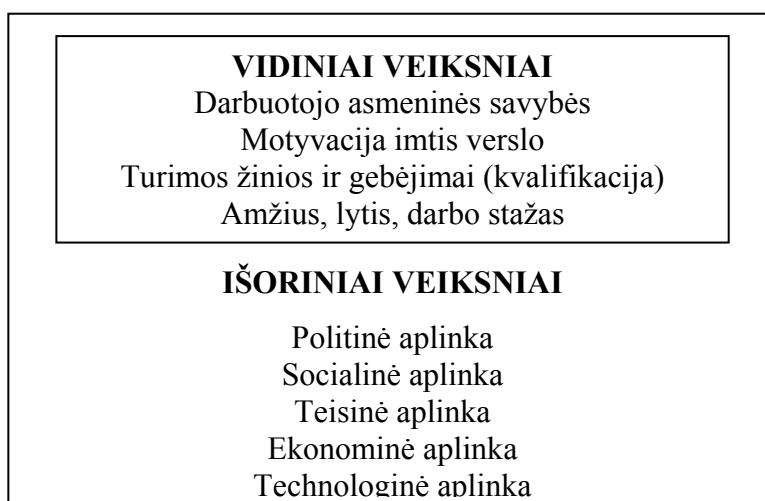 VIDINIAI VEIKSNIAI
Darbuotojo asmeninės savybės
Motyvacija imtis verslo
Turimos žinios ir gebėjimai (kvalifikacija)
Amžius, lytis, darbo stažas
IŠORINIAI VEIKSNIAI
Politinė aplinka
Socialinė aplinka
Teisinė aplinka
Ekonominė aplinka
Technologinė aplinka